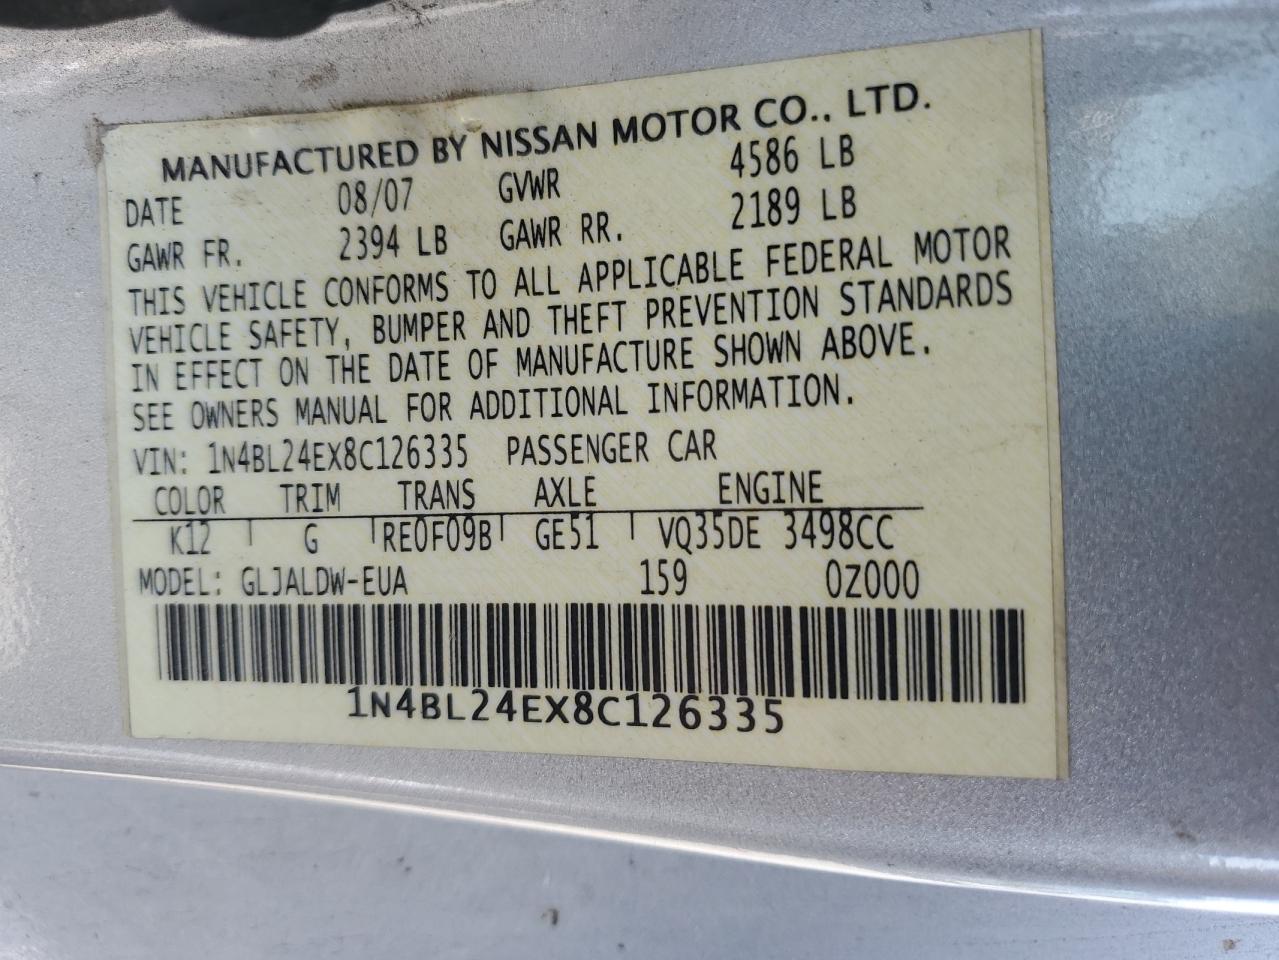 MANUFACTURED BY NISSAN MOTOR CO., LTD.
DATE 08/07 GVWR 4586 LB
GAWR FR. 2394 LB GAWR RR. 2189 LB
THIS VEHICLE CONFORMS TO ALL APPLICABLE FEDERAL MOTOR
VEHICLE SAFETY, BUMPER AND THEFT PREVENTION STANDARDS
IN EFFECT ON THE DATE OF MANUFACTURE SHOWN ABOVE.
SEE OWNERS MANUAL FOR ADDITIONAL INFORMATION.
VIN: 1N4BL24EX8C126335 PASSENGER CAR
COLOR TRIM TRANS AXLE ENGINE
K12 G RE0F09B GE51 VQ35DE 3498CC
MODEL: GLJALDW-EUA 159 0Z000
1N4BL24EX8C126335